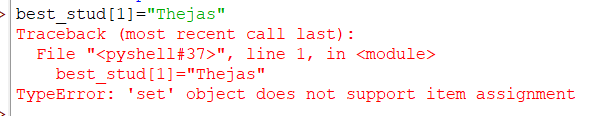 > best_stud[1]="Thejas"
Traceback (most recent call last):
  File "<pyshell#37>", line 1, in <module>
    best_stud[1]="Thejas"
TypeError: 'set' object does not support item assignment
>